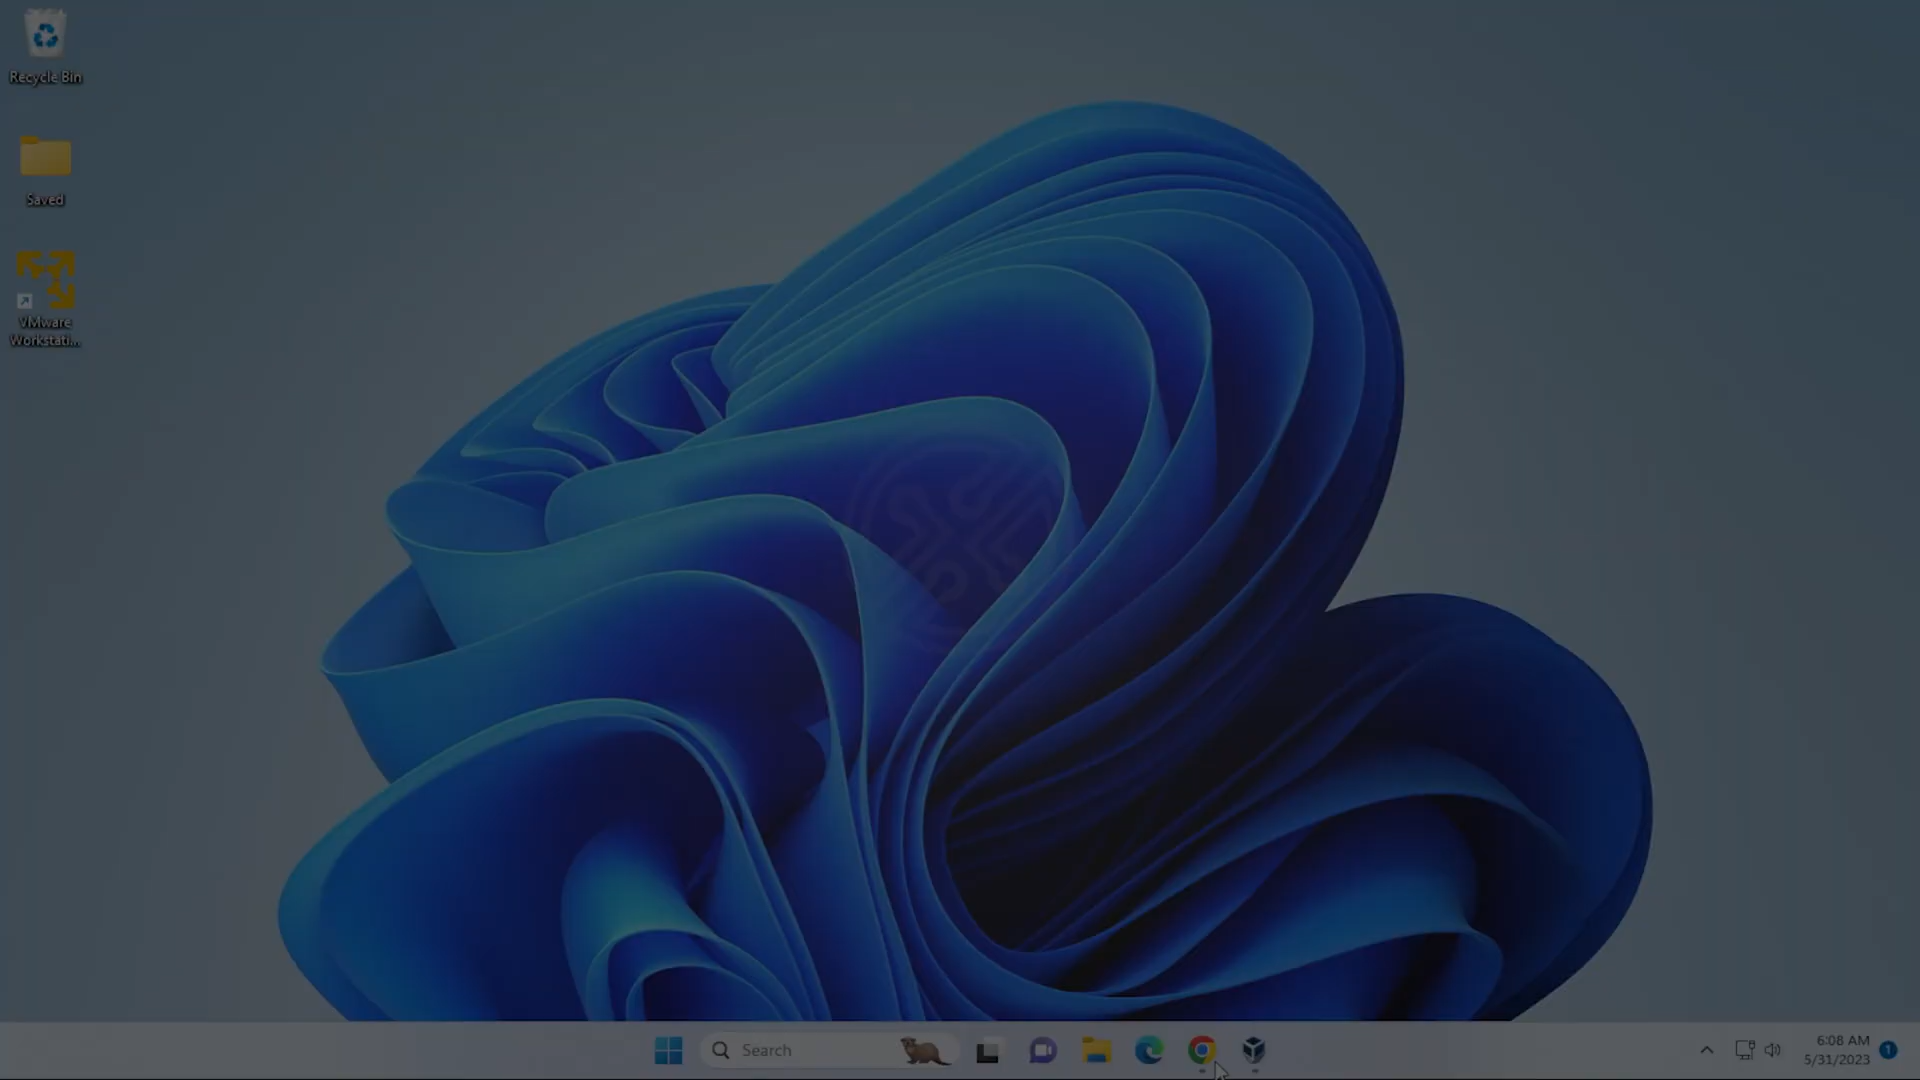 Recycle Bin
Saved
VMware
Workstati...
Search
6:08 AM
5/31/2023
1